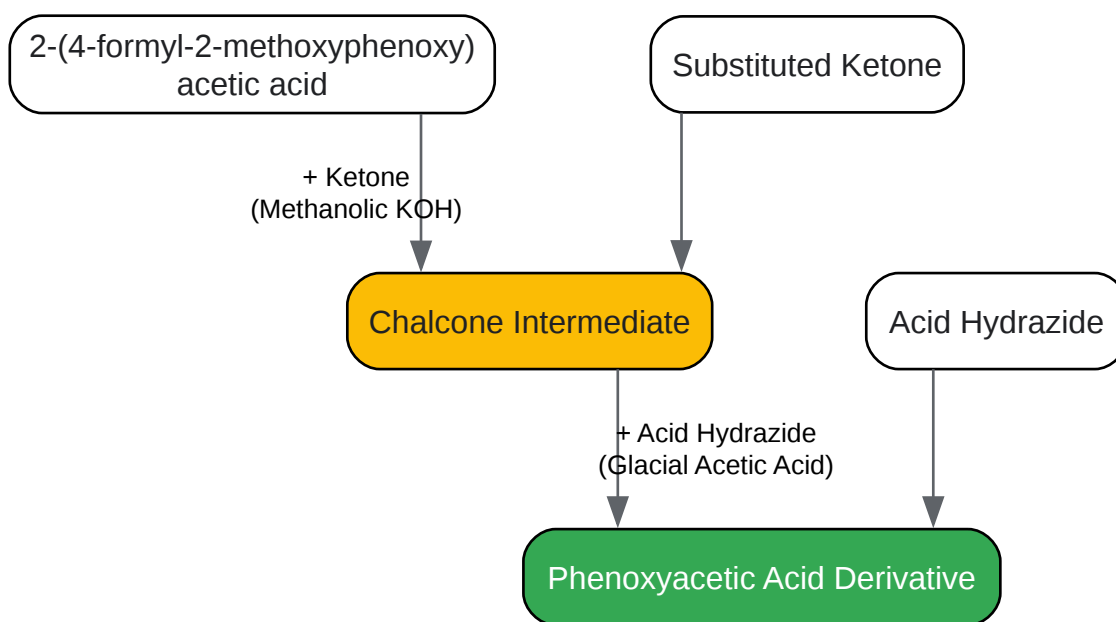 2-(4-formyl-2-methoxyphenoxy)
acetic acid
Substituted Ketone
+ Ketone
(Methanolic KOH)
Chalcone Intermediate
Acid Hydrazide
+ Acid Hydrazide
(Glacial Acetic Acid)
Phenoxyacetic Acid Derivative